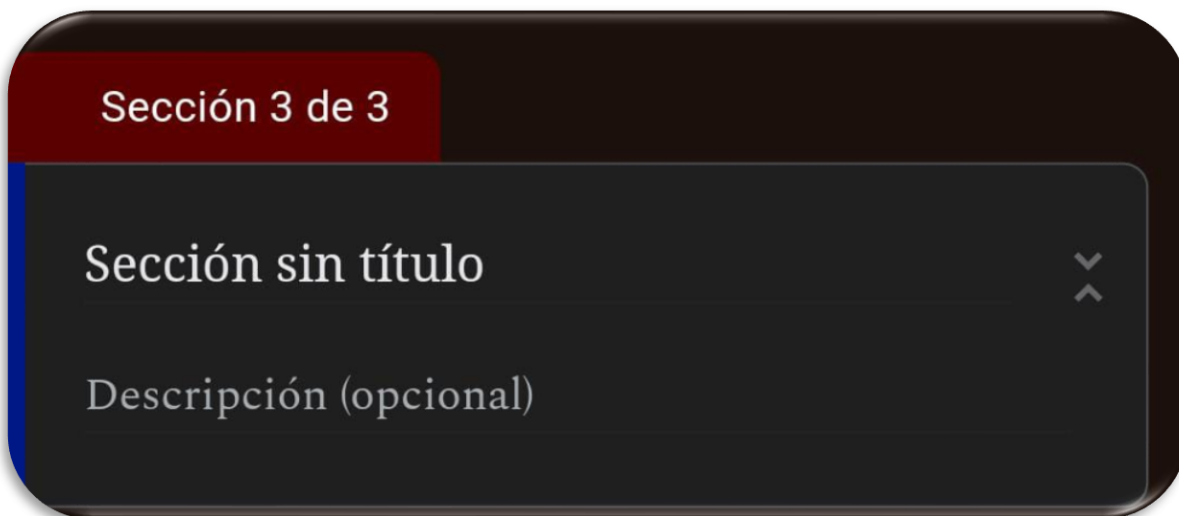 Sección 3 de 3
Sección sin título
Descripción (opcional)